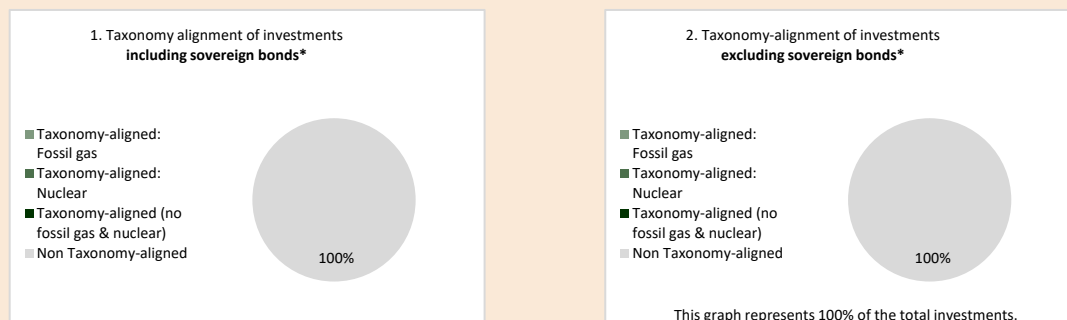 1. Taxonomy alignment of investments
including sovereign bonds*
Taxonomy-aligned:
Fossil gas
Taxonomy-aligned:
Nuclear
Taxonomy-aligned (no
fossil gas & nuclear)
Non Taxonomy-aligned
100%
2. Taxonomy-alignment of investments
excluding sovereign bonds*
Taxonomy-aligned:
Fossil gas
Taxonomy-aligned:
Nuclear
Taxonomy-aligned (no
fossil gas & nuclear)
Non Taxonomy-aligned
100%
This graph represents 100% of the total investments.